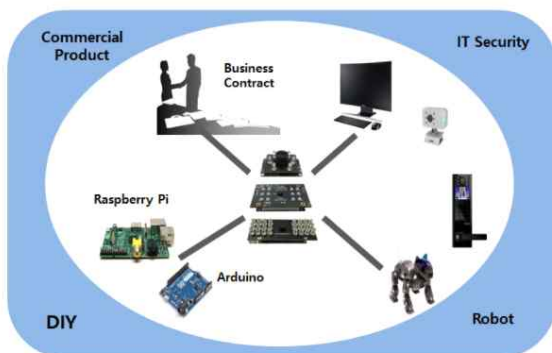 Commercial
Product
IT Security
Business
Contract
Raspberry Pi
Arduino
DIY
Robot